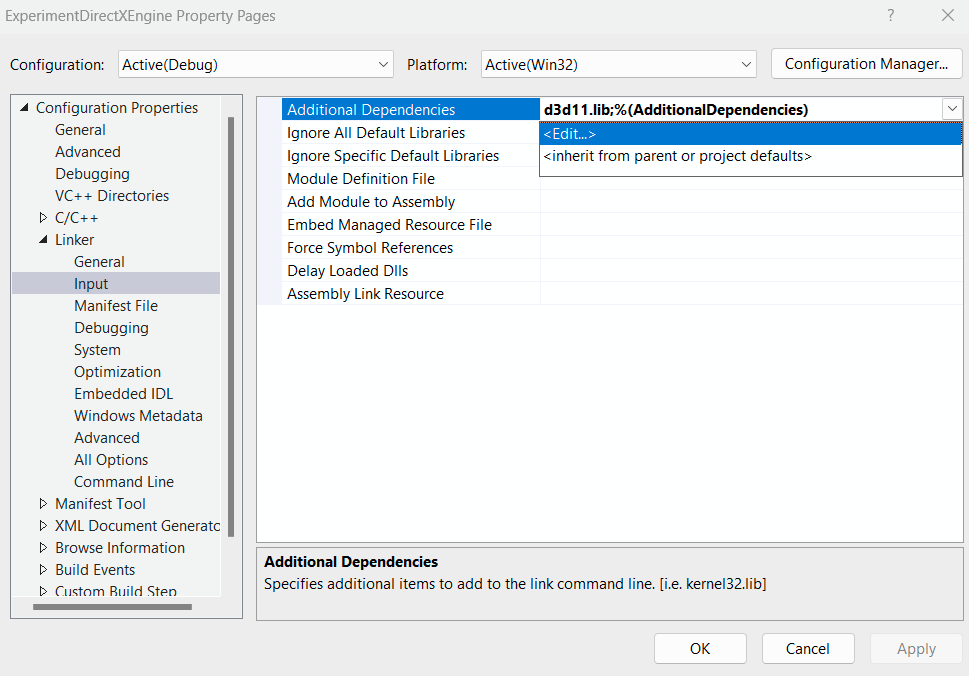 ExperimentDirectXEngine Property Pages
?
Configuration: Active(Debug) Platform: Active(Win32) Configuration Manager...
Configuration Properties
General
Advanced
Debugging
VC++ Directories
C/C++
Linker
General
Input
Manifest File
Debugging
System
Optimization
Embedded IDL
Windows Metadata
Advanced
All Options
Command Line
Manifest Tool
XML Document Generato
Browse Information
Build Events
Custom Build Step
Additional Dependencies d3d11.lib;%(AdditionalDependencies)
Ignore All Default Libraries <Edit...>
Ignore Specific Default Libraries <inherit from parent or project defaults>
Module Definition File
Add Module to Assembly
Embed Managed Resource File
Force Symbol References
Delay Loaded Dlls
Assembly Link Resource
Additional Dependencies
Specifies additional items to add to the link command line. [i.e. kernel32.lib]
OK Cancel Apply